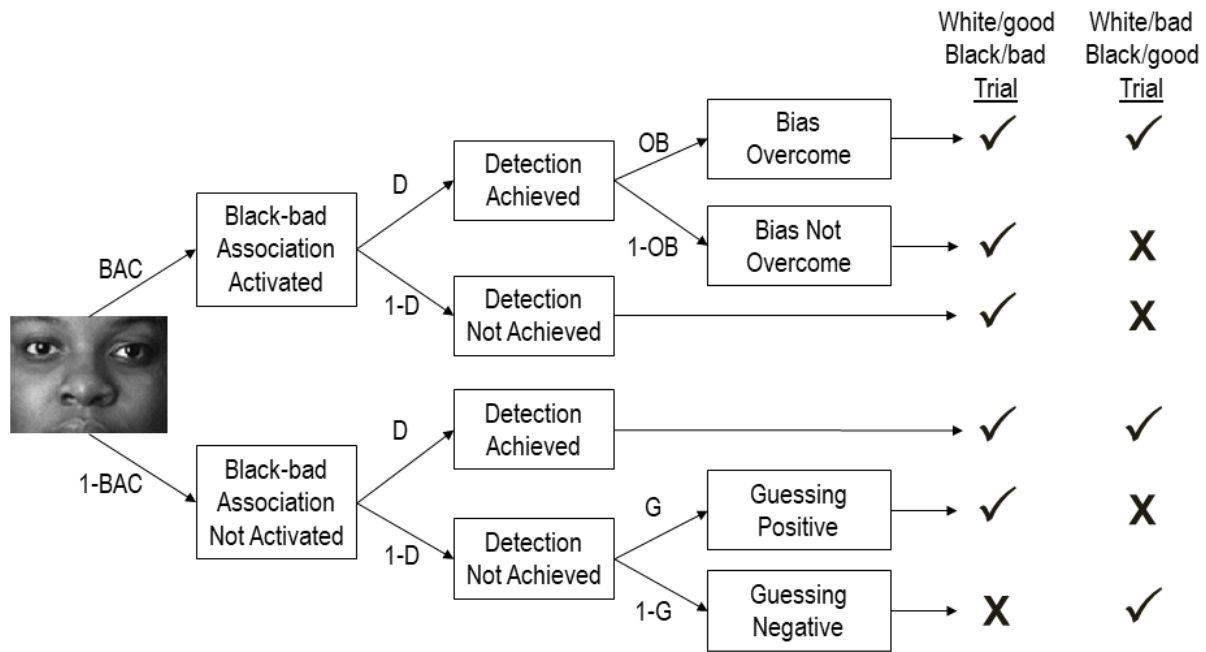 White/good
Black/bad
Trial
White/bad
Black/good
Trial
BAC
1-BAC
Black-bad
Association
Activated
Black-bad
Association
Not Activated
D
1-D
D
1-D
Detection
Achieved
Detection
Not Achieved
Detection
Achieved
Detection
Not Achieved
OB
1-OB
G
1-G
Bias
Overcome
Bias Not
Overcome
Guessing
Positive
Guessing
Negative
✓ ✓
✓ X
✓ X
✓ ✓
✓ X
X ✓